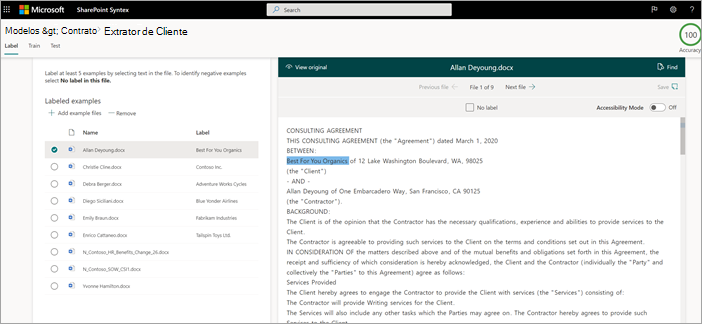 Microsoft
SharePoint Syntex
Search
Modelos &gt; Contrato › Extrator de Cliente
Label
Train
Test
100
Accuracy
Label at least 5 examples by selecting text in the file. To identify negative examples
select No label in this file.
Labeled examples
Add example files
Remove
Name
Label
Allan Deyoung.docx
Best For You Organics
Christie Cline.docx
Contoso Inc.
Debra Berger.docx
Adventure Works Cycles
Diego Siciliani.docx
Blue Yonder Airlines
Emily Braun.docx
Fabrikam Industries
Enrico Cattaneo.docx
Tailspin Toys Ltd.
N_Contoso_HR_Benefits_Change_26.docx
N_Contoso_SOW_CSI1.docx
Yvonne Hamilton.docx
View original
Allan Deyoung.docx
Find
Previous file
File 1 of 9
Next file
Save
No label
Accessibility Mode
Off
CONSULTING AGREEMENT
THIS CONSULTING AGREEMENT (the "Agreement") dated March 1, 2020
BETWEEN:
Best For You Organics of 12 Lake Washington Boulevard, WA, 98025
(the "Client")
- AND -
Allan Deyoung of One Embarcadero Way, San Francisco, CA 90125
(the "Contractor").
BACKGROUND:
The Client is of the opinion that the Contractor has the necessary qualifications, experience and abilities to provide services to the
Client.
The Contractor is agreeable to providing such services to the Client on the terms and conditions set out in this Agreement.
IN CONSIDERATION OF the matters described above and of the mutual benefits and obligations set forth in this Agreement, the
receipt and sufficiency of which consideration is hereby acknowledged, the Client and the Contractor (individually the "Party" and
collectively the "Parties" to this Agreement) agree as follows:
Services Provided
The Client hereby agrees to engage the Contractor to provide the Client with services (the "Services") consisting of:
The Contractor will provide Writing services for the Client.
The Services will also include any other tasks which the Parties may agree on. The Contractor hereby agrees to provide such
Services to the Client.